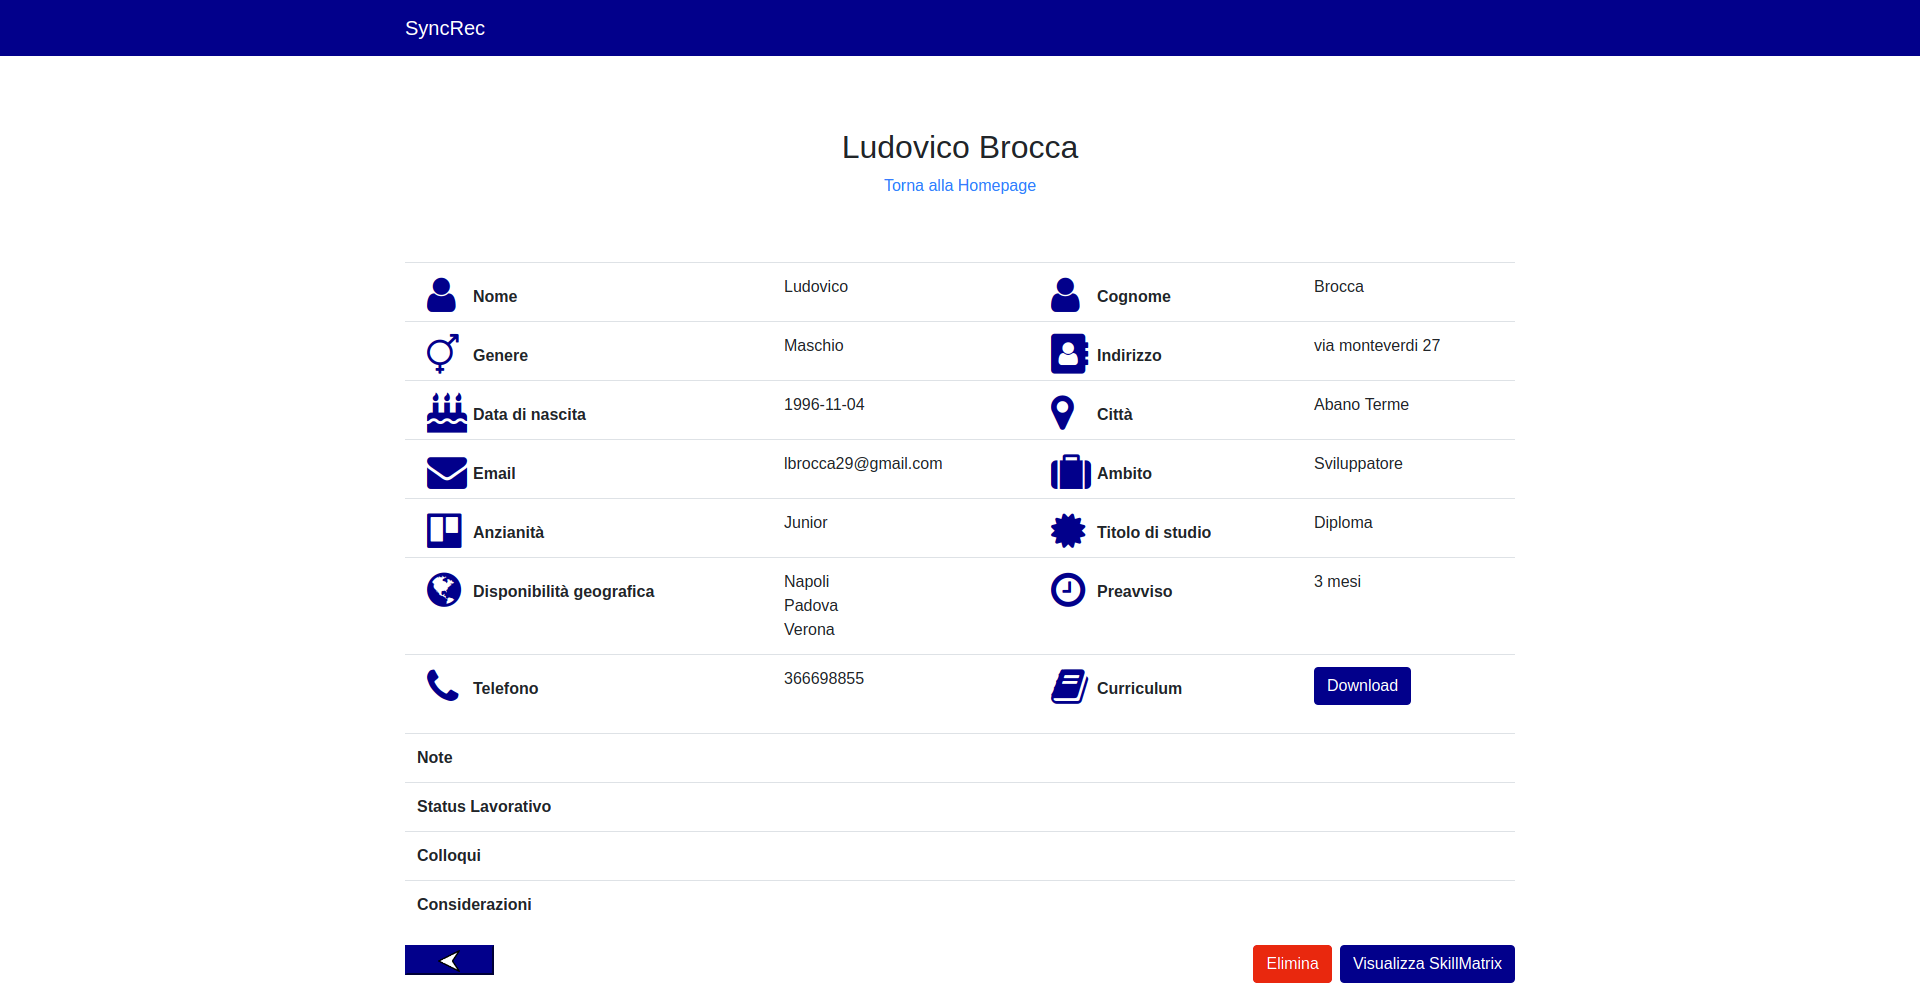 SyncRec
Ludovico Brocca
Torna alla Homepage
Nome Ludovico Cognome Brocca
Genere Maschio Indirizzo via monteverdi 27
Data di nascita 1996-11-04 Città Abano Terme
Email lbrocca29@gmail.com Ambito Sviluppatore
Anzianità Junior Titolo di studio Diploma
Disponibilità geografica Napoli Preavviso 3 mesi
Padova
Verona
Telefono 366698855 Curriculum Download
Note
Status Lavorativo
Colloqui
Considerazioni
Elimina Visualizza SkillMatrix